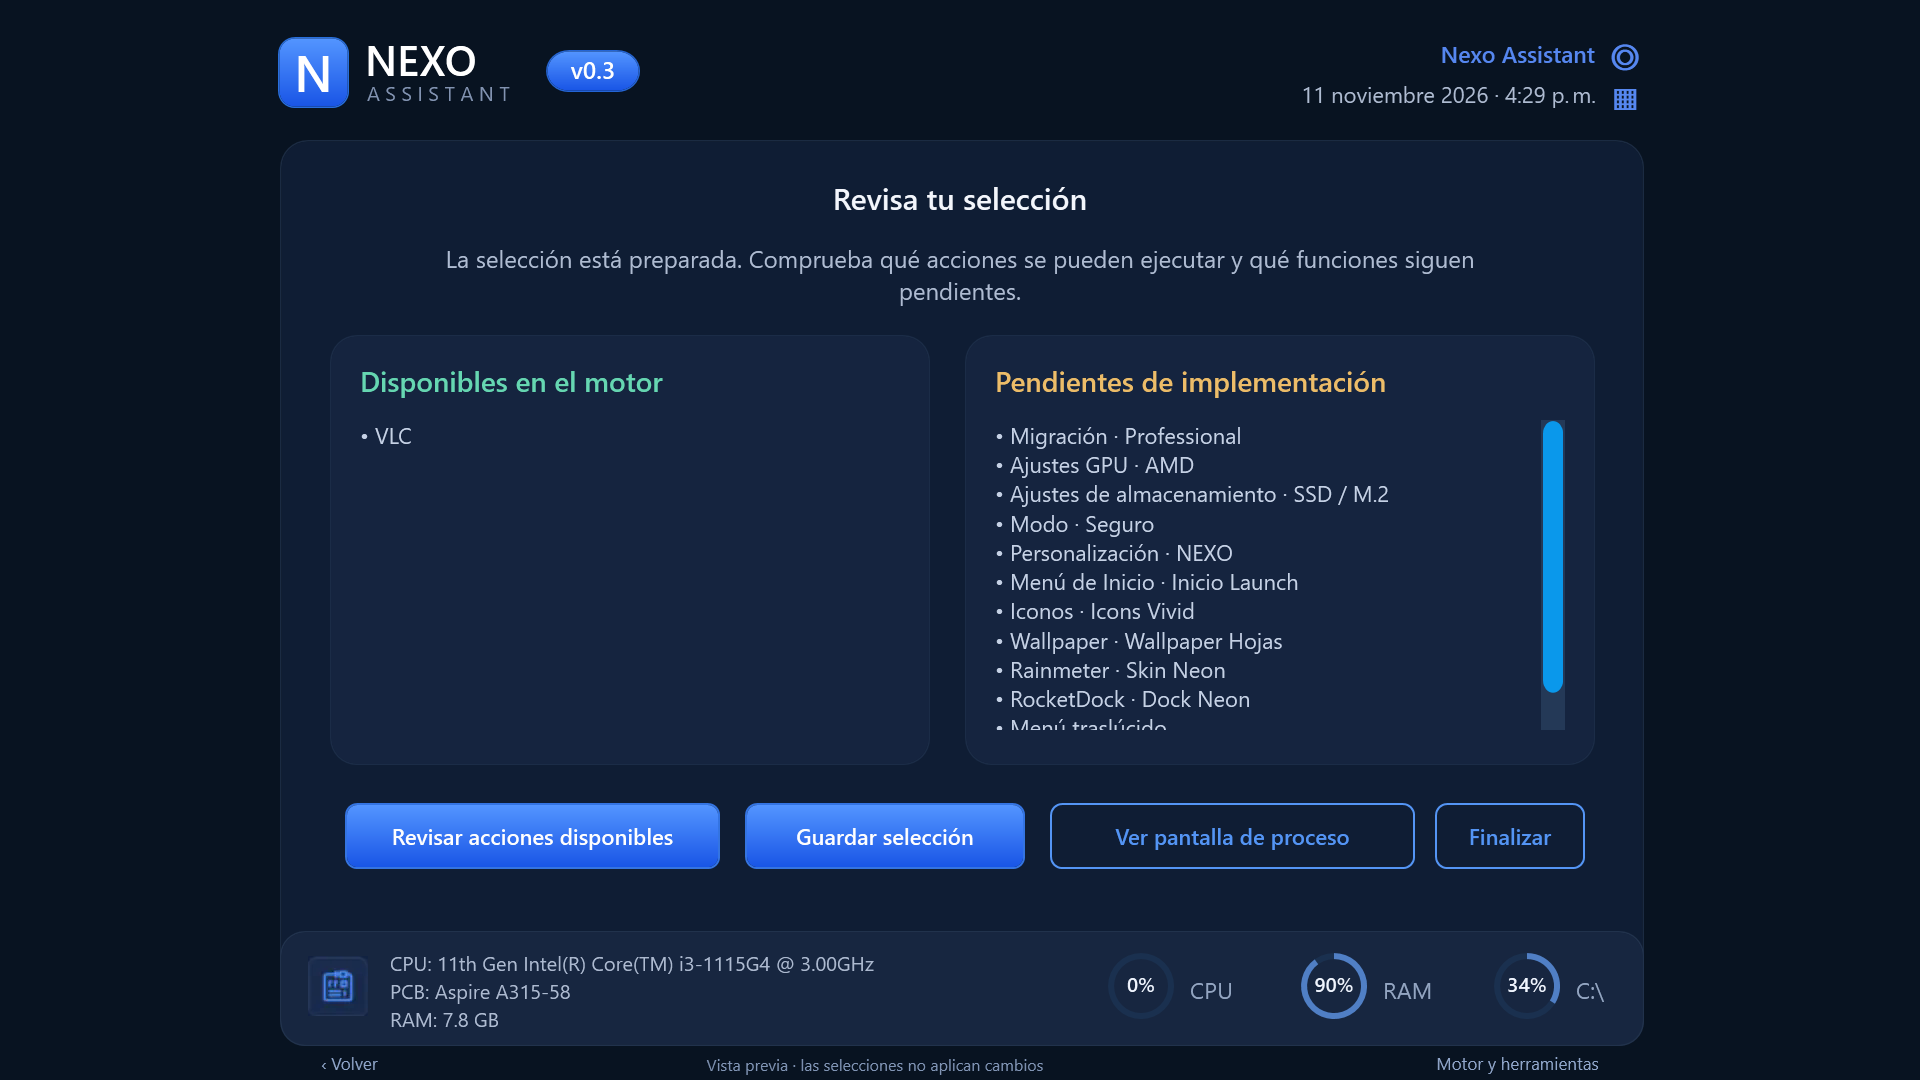 N
NEXO
ASSISTANT
v0.3
Nexo Assistant
11 noviembre 2026 · 4:29 p. m.
Revisa tu selección
La selección está preparada. Comprueba qué acciones se pueden ejecutar y qué funciones siguen
pendientes.
Disponibles en el motor
• VLC
Pendientes de implementación
• Migración · Professional
• Ajustes GPU · AMD
• Ajustes de almacenamiento · SSD / M.2
• Modo · Seguro
• Personalización · NEXO
• Menú de Inicio · Inicio Launch
• Iconos · Icons Vivid
• Wallpaper · Wallpaper Hojas
• Rainmeter · Skin Neon
• RocketDock · Dock Neon
• Menú traslúcido
Revisar acciones disponibles
Guardar selección
Ver pantalla de proceso
Finalizar
CPU: 11th Gen Intel(R) Core(TM) i3-1115G4 @ 3.00GHz
PCB: Aspire A315-58
RAM: 7.8 GB
0%
CPU
90%
RAM
34%
C:\
‹ Volver
Vista previa · las selecciones no aplican cambios
Motor y herramientas